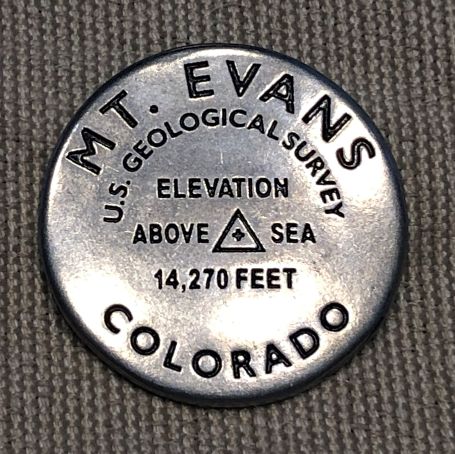 MT. EVANS
U.S. GEOLOGICAL SURVEY
ELEVATION
ABOVE SEA
14,270 FEET
COLORADO